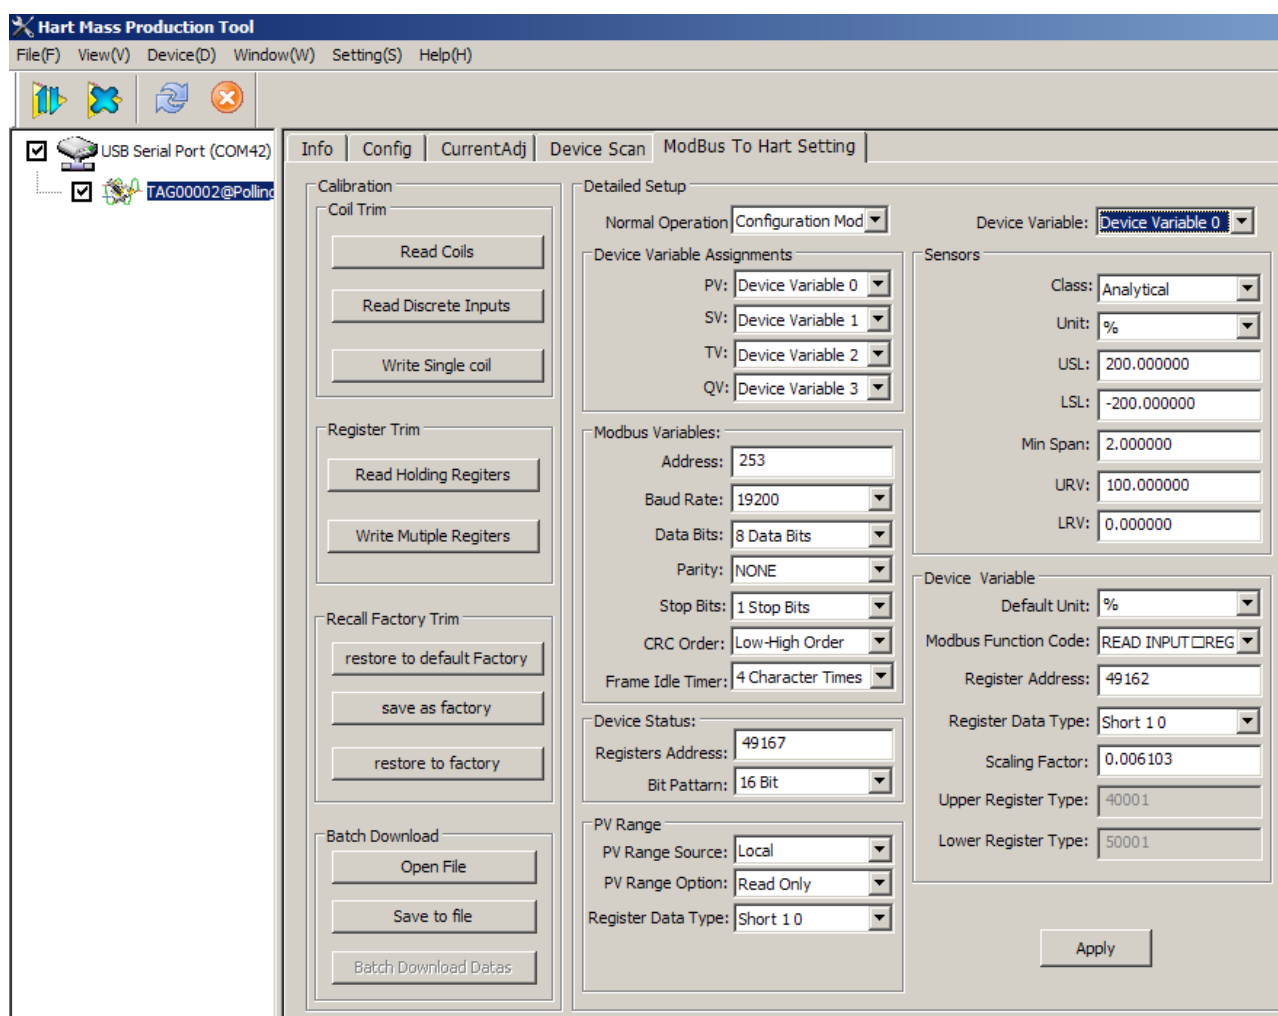 Hart Mass Production Tool
File(F) View(V) Device(D) Window(W) Setting(S) Help(H)
USB Serial Port (COM42)
TAG00002@Polling
Info Config CurrentAdj Device Scan ModBus To Hart Setting
Calibration
Coil Trim
Read Coils
Read Discrete Inputs
Write Single coil
Register Trim
Read Holding Regiters
Write Mutiple Regiters
Recall Factory Trim
restore to default Factory
save as factory
restore to factory
Batch Download
Open File
Save to file
Batch Download Datas
Detailed Setup
Normal Operation Configuration Mod
Device Variable: Device Variable 0
Device Variable Assignments
PV: Device Variable 0
SV: Device Variable 1
TV: Device Variable 2
QV: Device Variable 3
Modbus Variables:
Address: 253
Baud Rate: 19200
Data Bits: 8 Data Bits
Parity: NONE
Stop Bits: 1 Stop Bits
CRC Order: Low-High Order
Frame Idle Timer: 4 Character Times
Device Status:
Registers Address: 49167
Bit Pattarn: 16 Bit
PV Range
PV Range Source: Local
PV Range Option: Read Only
Register Data Type: Short 1 0
Sensors
Class: Analytical
Unit: %
USL: 200.000000
LSL: -200.000000
Min Span: 2.000000
URV: 100.000000
LRV: 0.000000
Device Variable
Default Unit: %
Modbus Function Code: READ INPUT□REG
Register Address: 49162
Register Data Type: Short 1 0
Scaling Factor: 0.006103
Upper Register Type: 40001
Lower Register Type: 50001
Apply